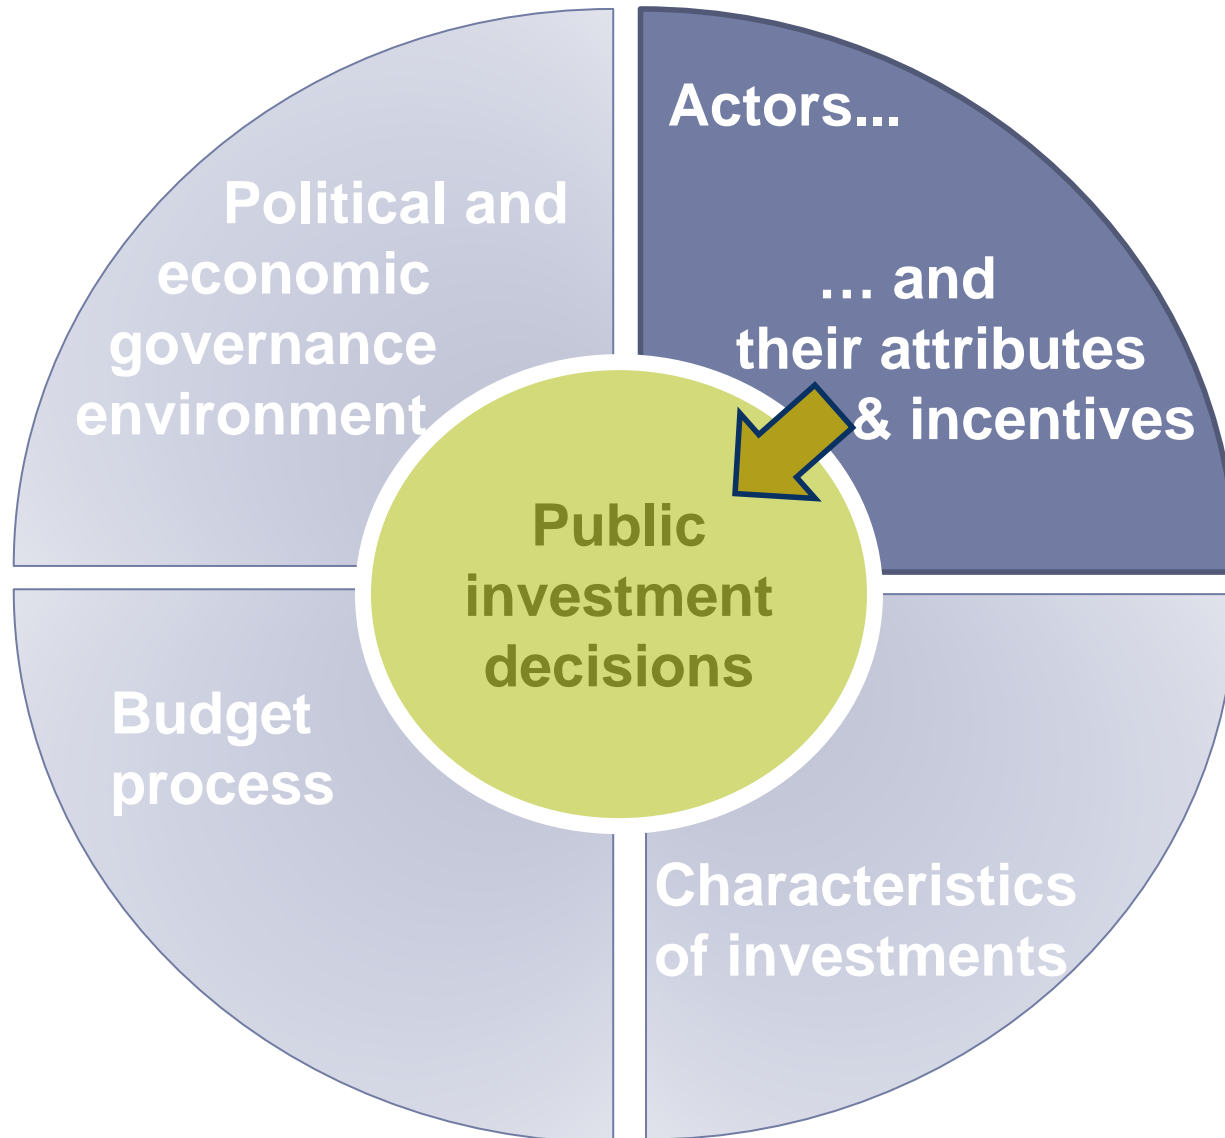 Actors...
… and
their attributes
& incentives
Political and
economic
governance
environment
Public
investment
decisions
Budget
process
Characteristics
of investments